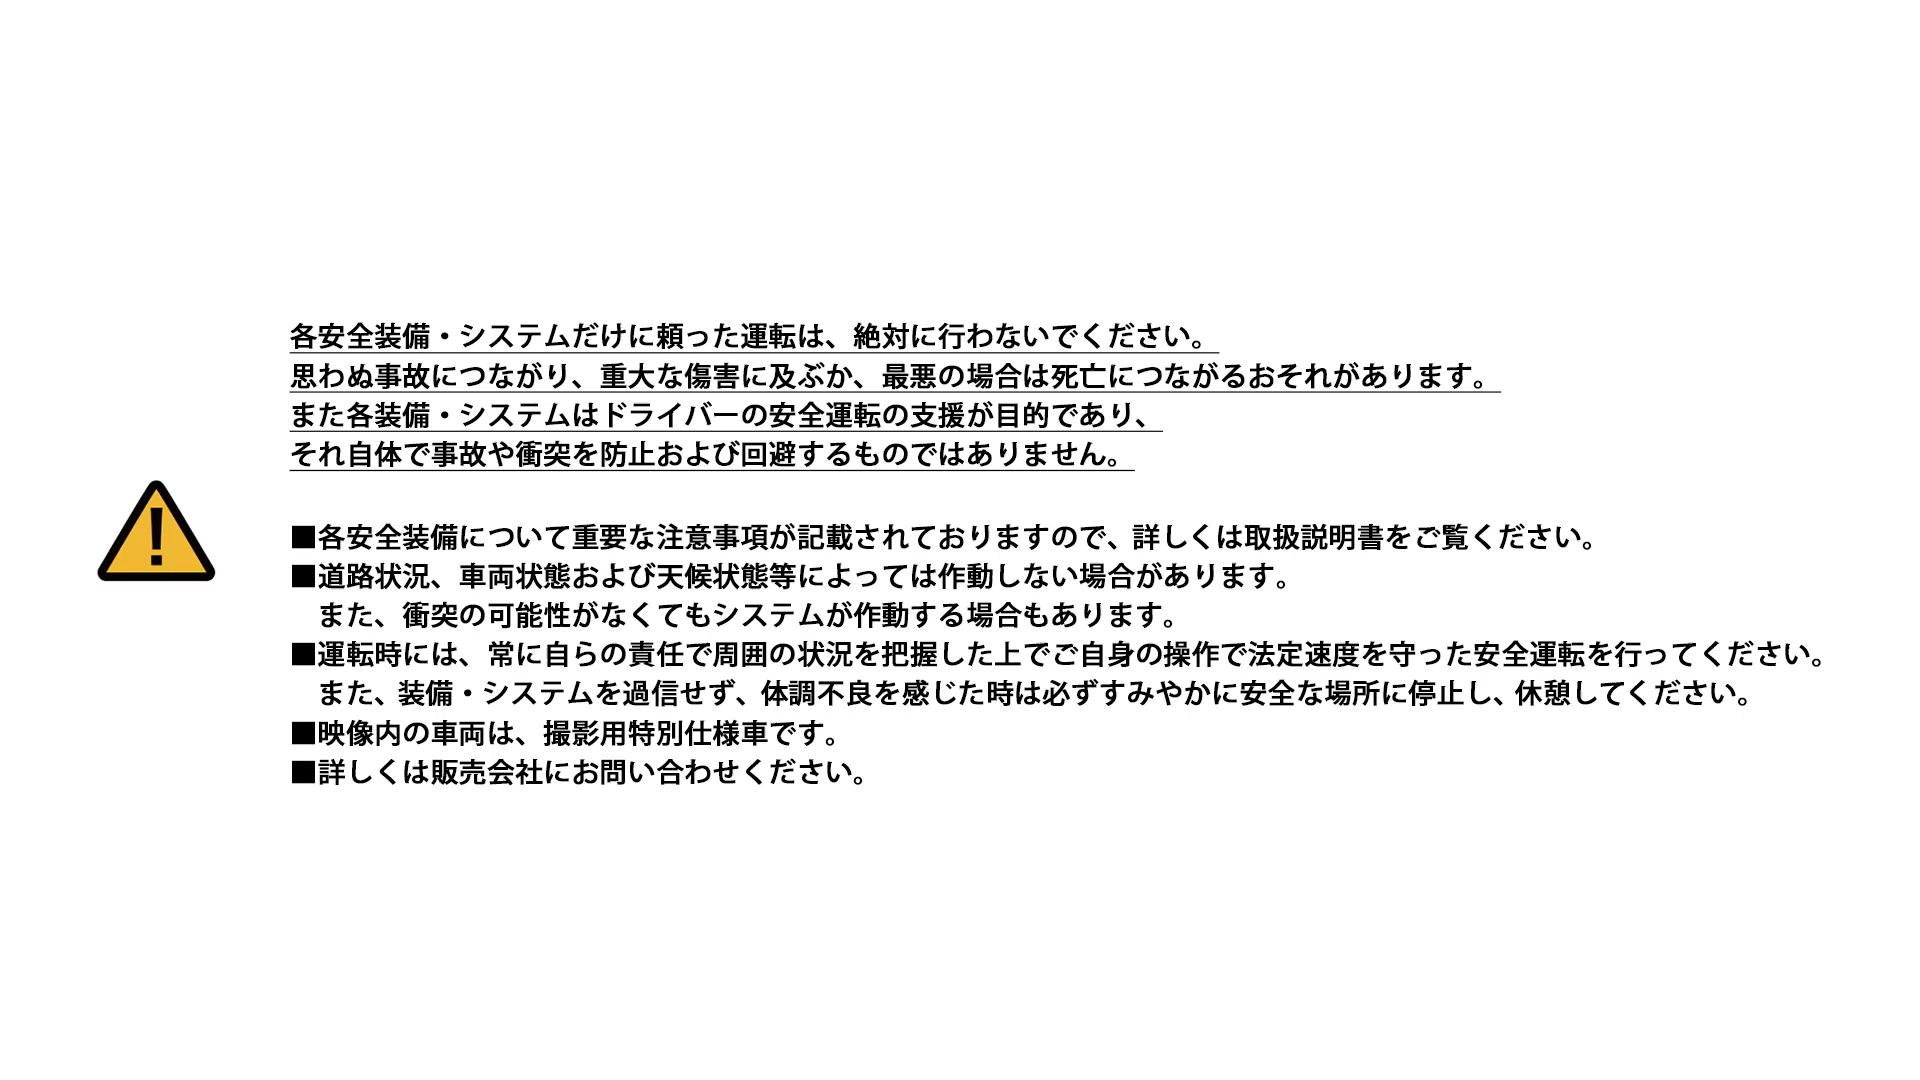 各安全装備・システムだけに頼った運転は、絶対に行わないでください。
思わぬ事故につながり、重大な傷害に及ぶか、最悪の場合は死亡につながるおそれがあります。
また各装備・システムはドライバーの安全運転の支援が目的であり、
それ自体で事故や衝突を防止および回避するものではありません。
■各安全装備について重要な注意事項が記載されておりますので、詳しくは取扱説明書をご覧ください。
■道路状況、車両状態および天候状態等によっては作動しない場合があります。
また、衝突の可能性がなくてもシステムが作動する場合もあります。
■運転時には、常に自らの責任で周囲の状況を把握した上でご自身の操作で法定速度を守った安全運転を行ってください。
また、装備・システムを過信せず、体調不良を感じた時は必ずすみやかに安全な場所に停止し、休憩してください。
■映像内の車両は、撮影用特別仕様車です。
■詳しくは販売会社にお問い合わせください。